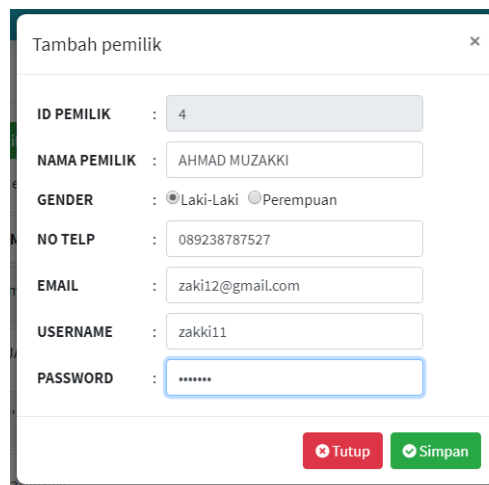 Tambah pemilik ×
ID PEMILIK : 4
NAMA PEMILIK : AHMAD MUZAKKI
GENDER : Laki-Laki Perempuan
NO TELP : 089238787527
EMAIL : zaki12@gmail.com
USERNAME : zakki11
PASSWORD : •••••••
Tutup Simpan